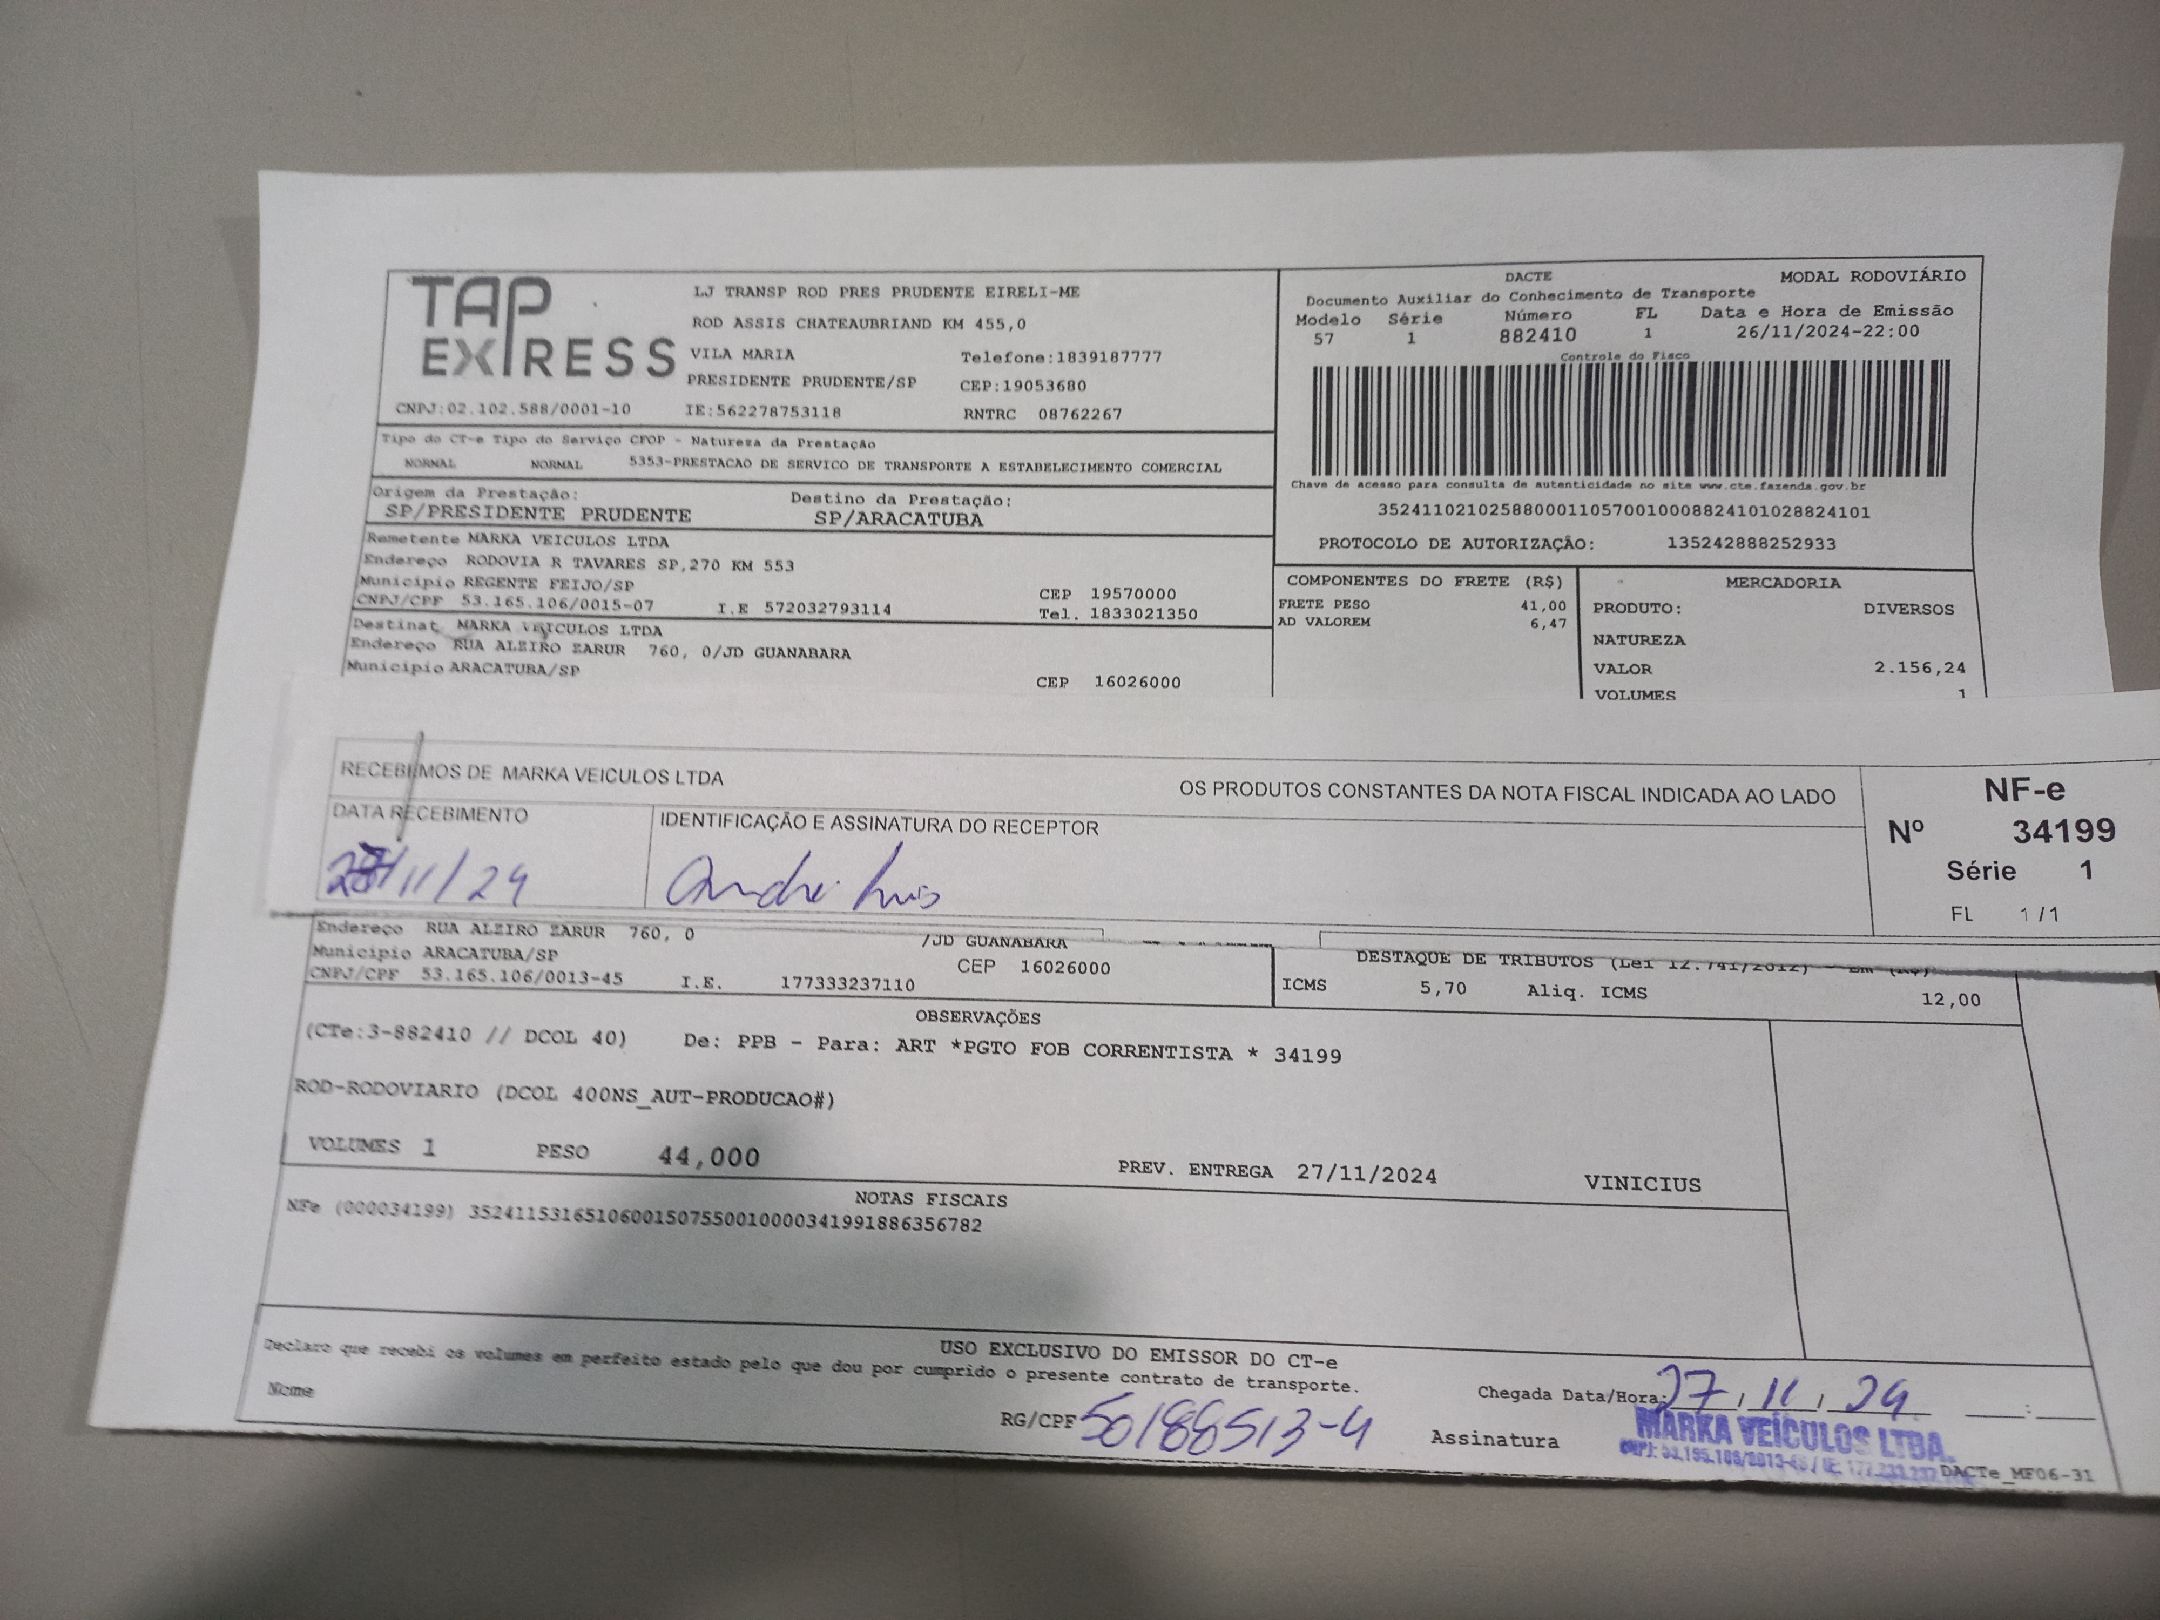 TAP
EXPRESS
CNPJ:02.102.588/0001-10
LJ TRANSP ROD PRES PRUDENTE EIRELI-ME
ROD ASSIS CHATEAUBRIAND KM 455,0
VILA MARIA Telefone:1839187777
PRESIDENTE PRUDENTE/SP CEP:19053680
IE:562278753118 RNTRC 08762267
DACTE MODAL RODOVIÁRIO
Documento Auxiliar do Conhecimento de Transporte
Modelo Série Número FL Data e Hora de Emissão
57 1 882410 1 26/11/2024-22:00
Controle do Fisco
Chave de acesso para consulta de autenticidade no site www.cte.fazenda.gov.br
35241102102588000110570010008824101028824101
PROTOCOLO DE AUTORIZAÇÃO: 135242888252933
Tipo do CT-e Tipo do Serviço CFOP - Natureza da Prestação
NORMAL NORMAL 5353-PRESTACAO DE SERVICO DE TRANSPORTE A ESTABELECIMENTO COMERCIAL
Origem da Prestação: Destino da Prestação:
SP/PRESIDENTE PRUDENTE SP/ARACATUBA
Remetente MARKA VEICULOS LTDA
Endereço RODOVIA R TAVARES SP,270 KM 553
Município REGENTE FEIJO/SP CEP 19570000
CNPJ/CPF 53.165.106/0015-07 I.E 572032793114 Tel. 1833021350
Destinat MARKA VEICULOS LTDA
Endereço RUA ALZIRO ZARUR 760, 0/JD GUANABARA
Município ARACATUBA/SP CEP 16026000
COMPONENTES DO FRETE (R$)
FRETE PESO 41,00
AD VALOREM 6,47
MERCADORIA
PRODUTO: DIVERSOS
NATUREZA
VALOR 2.156,24
VOLUMES 1
RECEBEMOS DE MARKA VEICULOS LTDA OS PRODUTOS CONSTANTES DA NOTA FISCAL INDICADA AO LADO
DATA RECEBIMENTO IDENTIFICAÇÃO E ASSINATURA DO RECEPTOR
/11/24 André Luis
NF-e
Nº 34199
Série 1
FL 1/1
Endereço RUA ALZIRO ZARUR 760, 0 /JD GUANABARA
Município ARACATUBA/SP CEP 16026000
CNPJ/CPF 53.165.106/0013-45 I.E. 177333237110
DESTAQUE DE TRIBUTOS (Lei 12.741/2012) - Em (R$)
ICMS 5,70 Aliq. ICMS 12,00
OBSERVAÇÕES
(CTe:3-882410 // DCOL 40) De: PPB - Para: ART *PGTO FOB CORRENTISTA * 34199
ROD-RODOVIARIO (DCOL 400NS_AUT-PRODUCAO#)
VOLUMES 1 PESO 44,000 PREV. ENTREGA 27/11/2024 VINICIUS
NOTAS FISCAIS
NFe (000034199) 35241153165106001507550010000341991886356782
USO EXCLUSIVO DO EMISSOR DO CT-e
Declaro que recebi os volumes em perfeito estado pelo que dou por cumprido o presente contrato de transporte.
Nome RG/CPF 50188513-4
Chegada Data/Hora: 27/11/24 __:__
Assinatura
MARKA VEÍCULOS LTDA.
DACTe_MF06-31